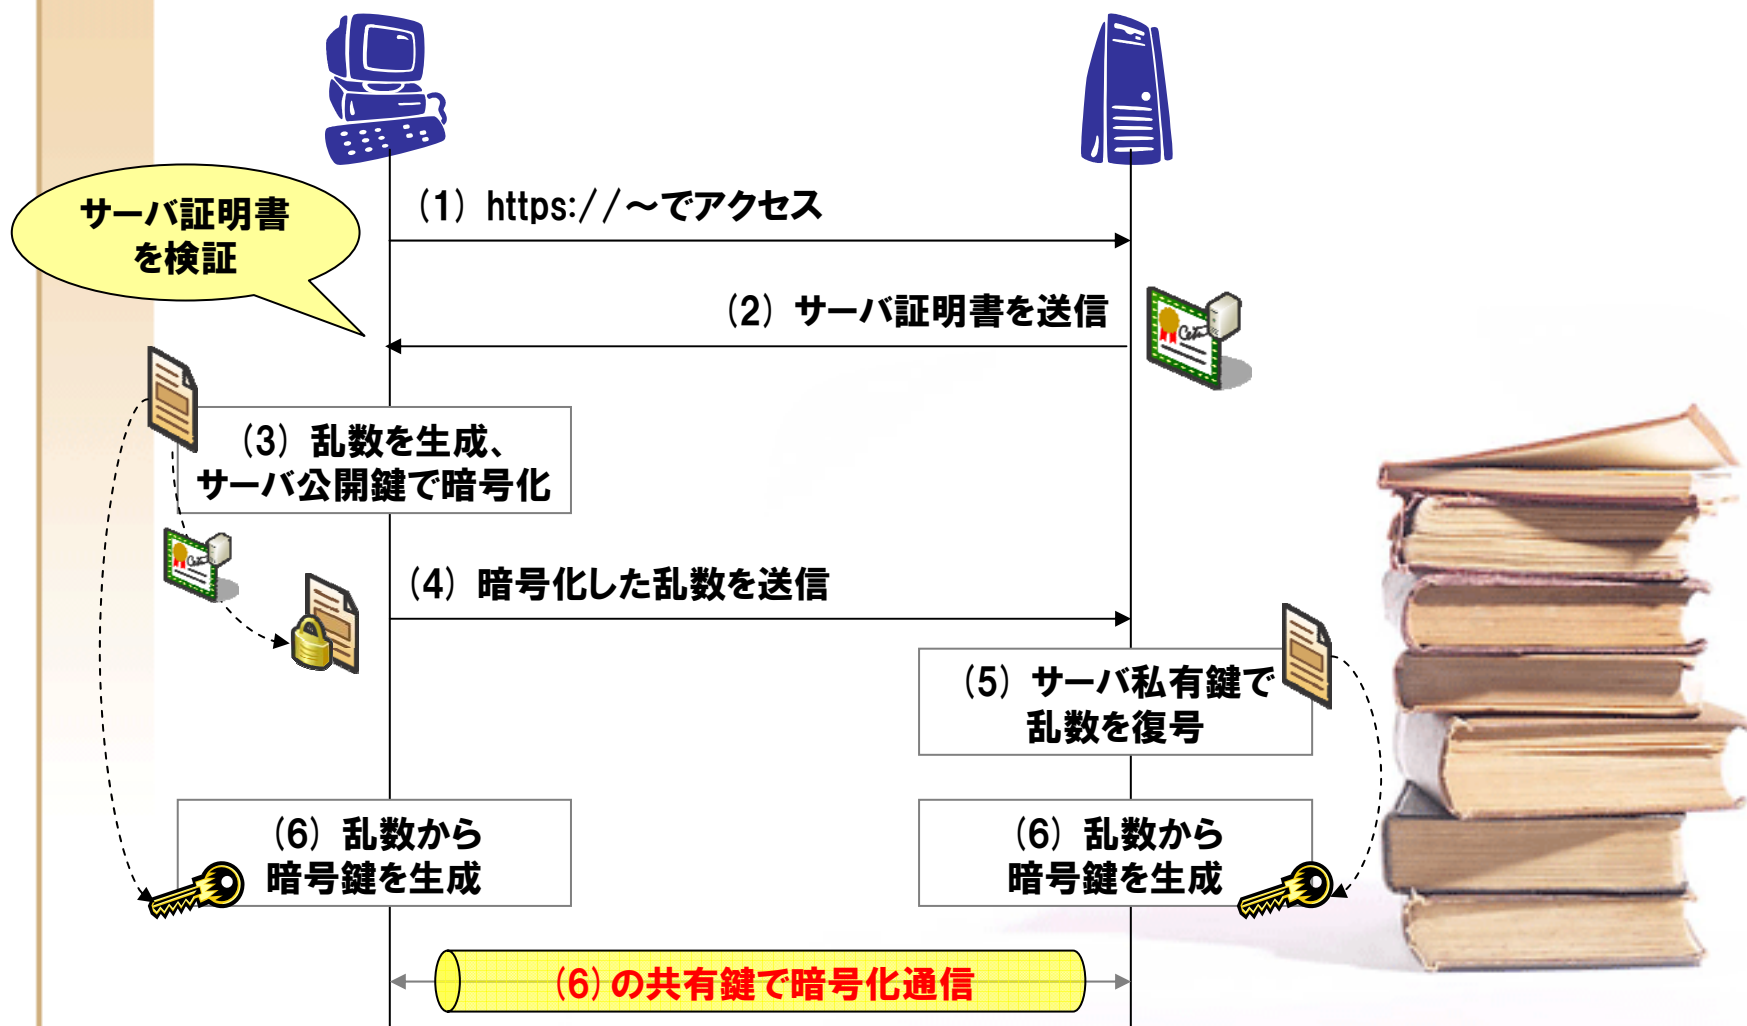 (1) https://～でアクセス
サーバ証明書
を検証
(2) サーバ証明書を送信
(3) 乱数を生成、
サーバ公開鍵で暗号化
(4) 暗号化した乱数を送信
(5) サーバ私有鍵で
乱数を復号
(6) 乱数から
暗号鍵を生成
(6) 乱数から
暗号鍵を生成
(6)の共有鍵で暗号化通信